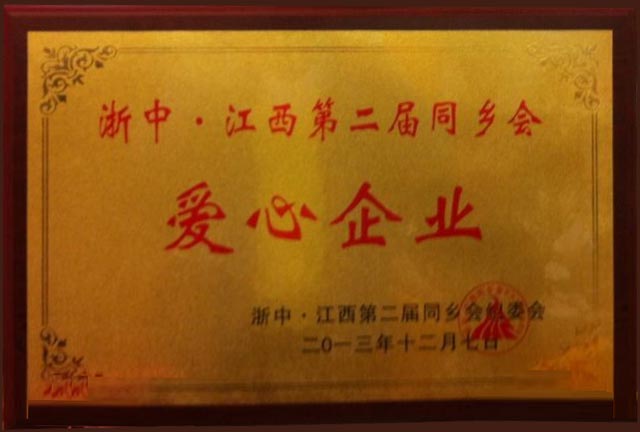 浙中·江西第二届同乡会
爱心企业
浙中·江西第二届同乡会组委会
二0一三年十二月七日